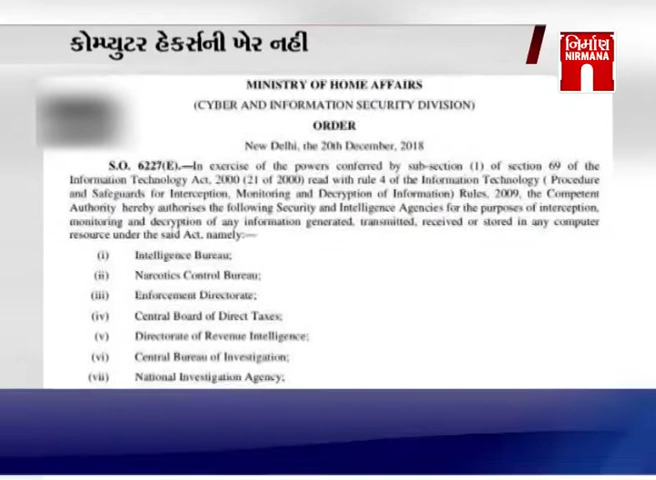 કોમ્પ્યુટર હેકર્સની ખેર નહી
નિર્માણ
NIRMANA
MINISTRY OF HOME AFFAIRS
(CYBER AND INFORMATION SECURITY DIVISION)
ORDER
New Delhi, the 20th December, 2018
S.O. 6227(E).—In exercise of the powers conferred by sub-section (1) of section 69 of the
Information Technology Act, 2000 (21 of 2000) read with rule 4 of the Information Technology ( Procedure
and Safeguards for Interception, Monitoring and Decryption of Information) Rules, 2009, the Competent
Authority hereby authorises the following Security and Intelligence Agencies for the purposes of interception,
monitoring and decryption of any information generated, transmitted, received or stored in any computer
resource under the said Act, namely:—
(i) Intelligence Bureau;
(ii) Narcotics Control Bureau;
(iii) Enforcement Directorate;
(iv) Central Board of Direct Taxes;
(v) Directorate of Revenue Intelligence;
(vi) Central Bureau of Investigation;
(vii) National Investigation Agency;